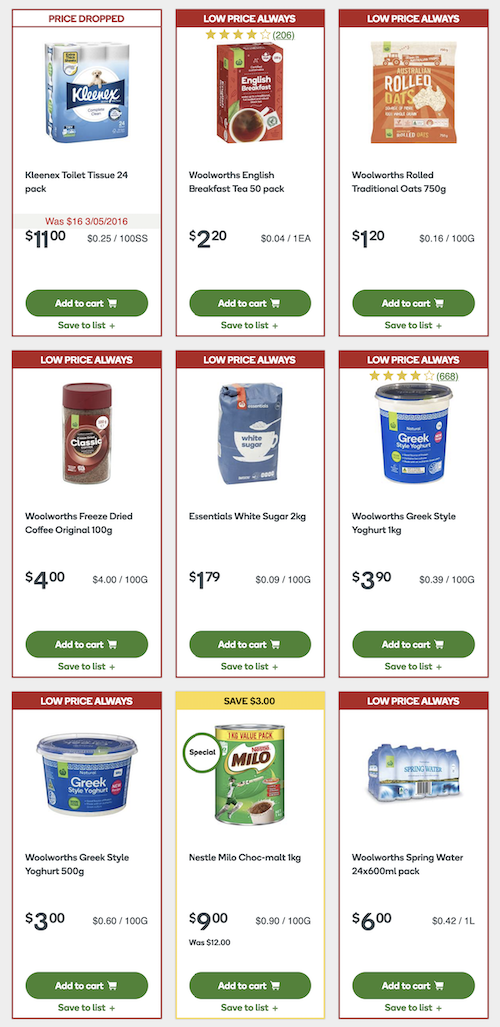 PRICE DROPPED
Kleenex
Complete Clean
24
Kleenex Toilet Tissue 24
pack
Was $16 3/05/2016
$11.00 $0.25 / 100SS
Add to cart
Save to list +
LOW PRICE ALWAYS
(206)
English
Breakfast
Woolworths English
Breakfast Tea 50 pack
$2.20 $0.04 / 1EA
Add to cart
Save to list +
LOW PRICE ALWAYS
AUSTRALIAN
ROLLED
OATS
ROLLED OATS
750g
Woolworths Rolled
Traditional Oats 750g
$1.20 $0.16 / 100G
Add to cart
Save to list +
LOW PRICE ALWAYS
Classic
Woolworths Freeze Dried
Coffee Original 100g
$4.00 $4.00 / 100G
Add to cart
Save to list +
LOW PRICE ALWAYS
essentials
white
sugar
Essentials White Sugar 2kg
$1.79 $0.09 / 100G
Add to cart
Save to list +
LOW PRICE ALWAYS
(668)
Natural
Greek
Style Yoghurt
Woolworths Greek Style
Yoghurt 1kg
$3.90 $0.39 / 100G
Add to cart
Save to list +
LOW PRICE ALWAYS
Natural
Greek
Style Yoghurt
Woolworths Greek Style
Yoghurt 500g
$3.00 $0.60 / 100G
Add to cart
Save to list +
SAVE $3.00
Special
1KG VALUE PACK
Nestlé
MILO
Nestle Milo Choc-malt 1kg
$9.00 $0.90 / 100G
Was $12.00
Add to cart
Save to list +
LOW PRICE ALWAYS
SPRING WATER
Woolworths Spring Water
24x600ml pack
$6.00 $0.42 / 1L
Add to cart
Save to list +